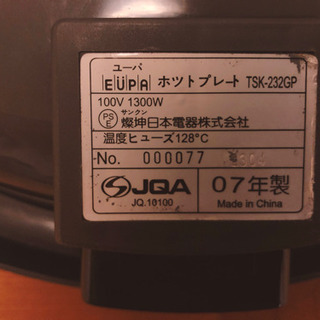 ユーパ
EUPA ホットプレート TSK-232GP
100V 1300W
PSE サンクン
燦坤日本電器株式会社
温度ヒューズ128°C
No. 000077
JQA 07年製
JQ.10100 Made in China